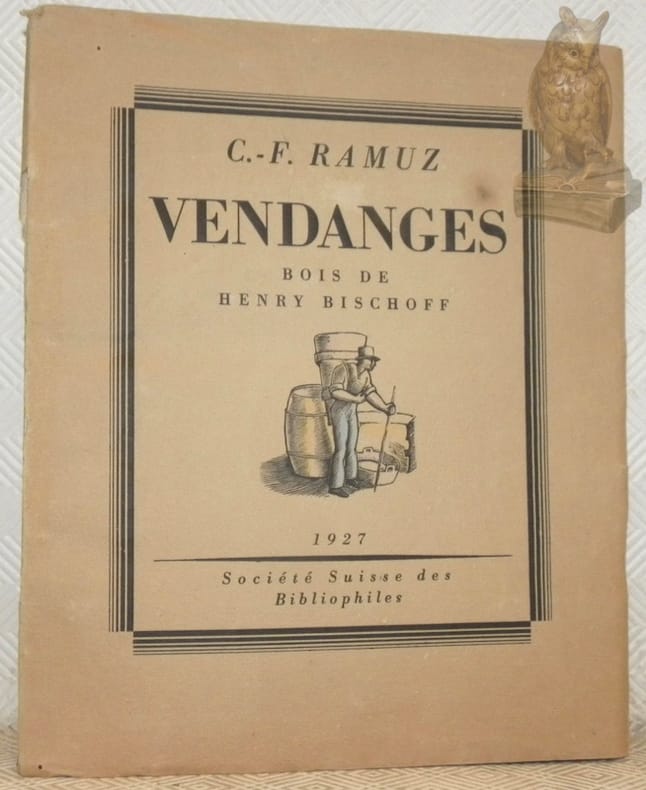 C.-F. RAMUZ
VENDANGES
BOIS DE
HENRY BISCHOFF
1927
Société Suisse des
Bibliophiles